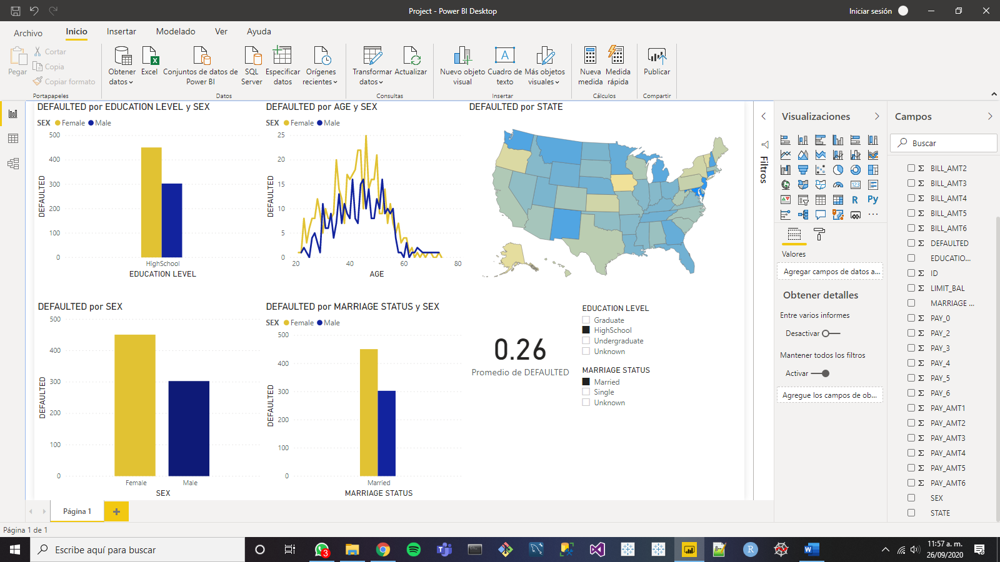 Project - Power BI Desktop
Iniciar sesión
Archivo
Inicio
Insertar
Modelado
Ver
Ayuda
Pegar
Cortar
Copia
Copiar formato
Portapapeles
Obtener datos
Excel
Conjuntos de datos de Power BI
SQL Server
Especificar datos
Orígenes recientes
Datos
Transformar datos
Actualizar
Consultas
Nuevo objeto visual
Cuadro de texto
Más objetos visuales
Insertar
Nueva medida
Medida rápida
Cálculos
Publicar
Compartir
DEFAULTED por EDUCATION LEVEL y SEX
SEX Female Male
500
400
300
200
100
0
DEFAULTED
HighSchool
EDUCATION LEVEL
DEFAULTED por AGE y SEX
SEX Female Male
25
20
15
10
5
0
DEFAULTED
20 40 60 80
AGE
DEFAULTED por STATE
DEFAULTED por SEX
500
400
300
200
100
0
DEFAULTED
Female Male
SEX
DEFAULTED por MARRIAGE STATUS y SEX
SEX Female Male
500
400
300
200
100
0
DEFAULTED
Married
MARRIAGE STATUS
0.26
Promedio de DEFAULTED
EDUCATION LEVEL
Graduate
HighSchool
Undergraduate
Unknown
MARRIAGE STATUS
Married
Single
Unknown
Filtros
Visualizaciones
R Py
123
Valores
Agregar campos de datos a...
Obtener detalles
Entre varios informes
Desactivar
Mantener todos los filtros
Activar
Agregue los campos de ob...
Campos
Buscar
Σ BILL_AMT2
Σ BILL_AMT3
Σ BILL_AMT4
Σ BILL_AMT5
Σ BILL_AMT6
Σ DEFAULTED
EDUCATIO...
Σ ID
Σ LIMIT_BAL
MARRIAGE ...
Σ PAY_0
Σ PAY_2
Σ PAY_3
Σ PAY_4
Σ PAY_5
Σ PAY_6
Σ PAY_AMT1
Σ PAY_AMT2
Σ PAY_AMT3
Σ PAY_AMT4
Σ PAY_AMT5
Σ PAY_AMT6
SEX
STATE
Página 1
+
Página 1 de 1
Escribe aquí para buscar
3
11:57 a. m.
26/09/2020